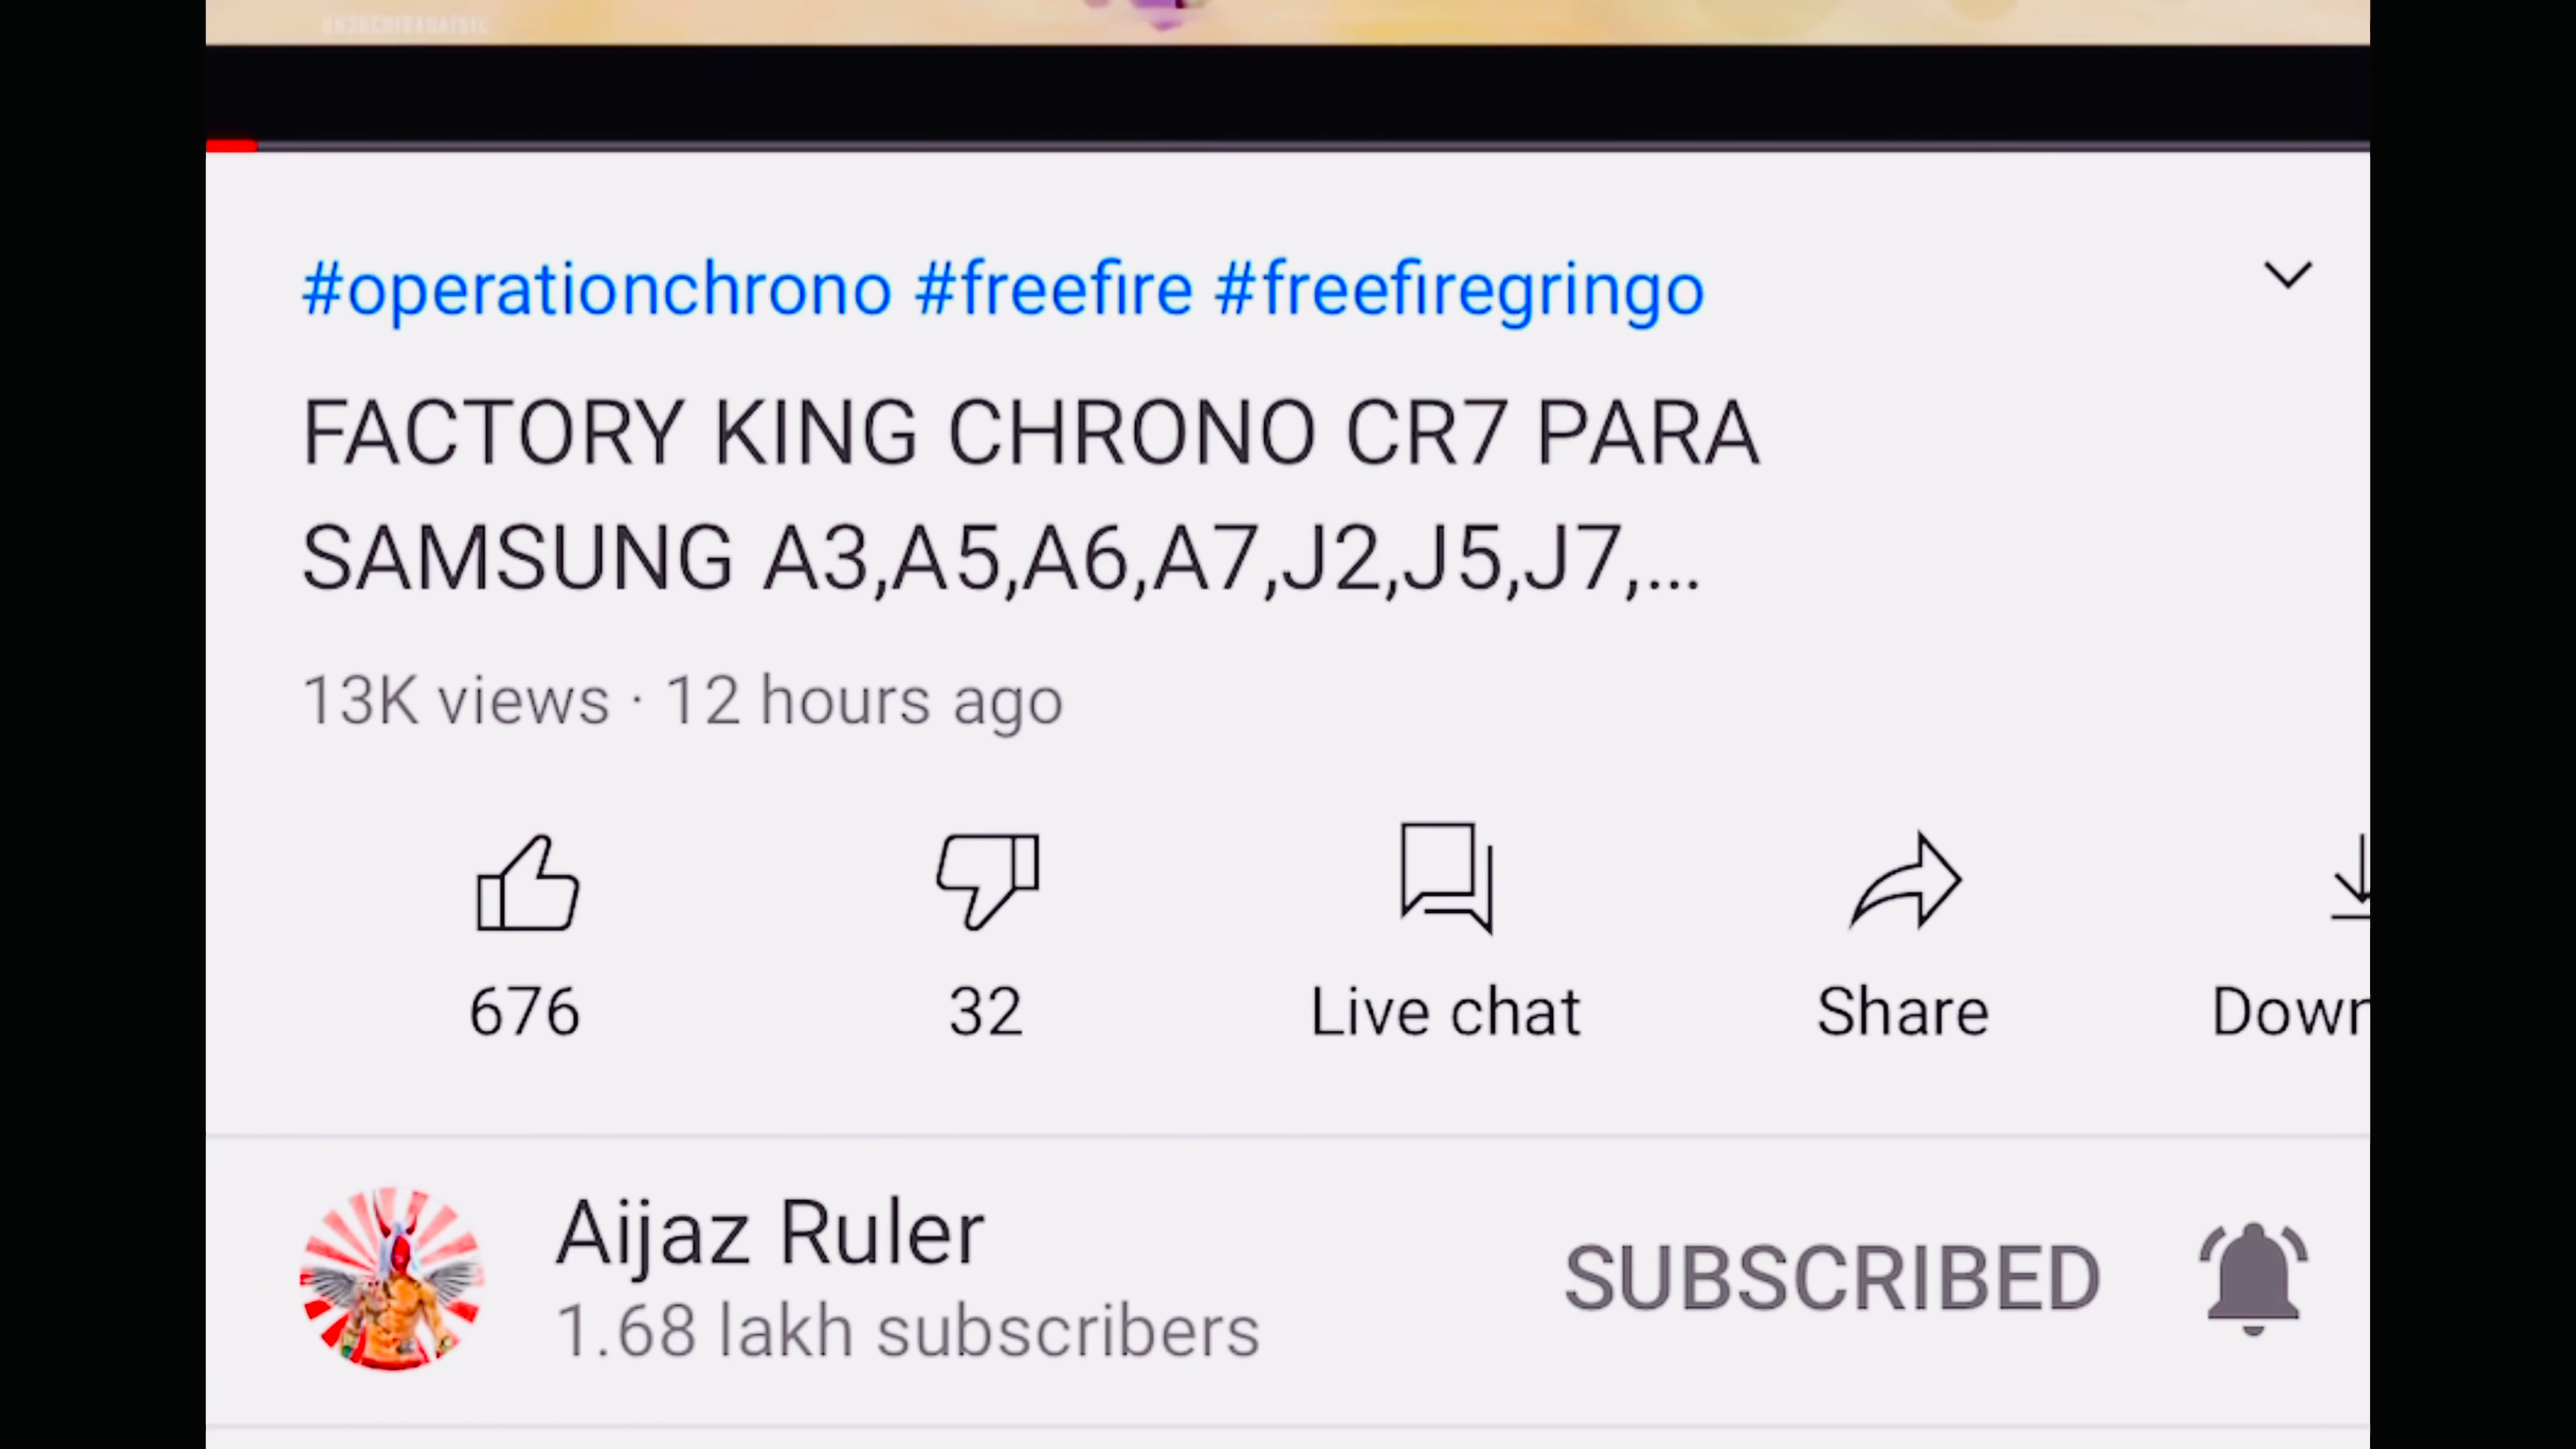 #operationchrono #freefire #freefiregringo
FACTORY KING CHRONO CR7 PARA
SAMSUNG A3,A5,A6,A7,J2,J5,J7,...
13K views · 12 hours ago
676
32
Live chat
Share
Down
Aijaz Ruler
1.68 lakh subscribers
SUBSCRIBED